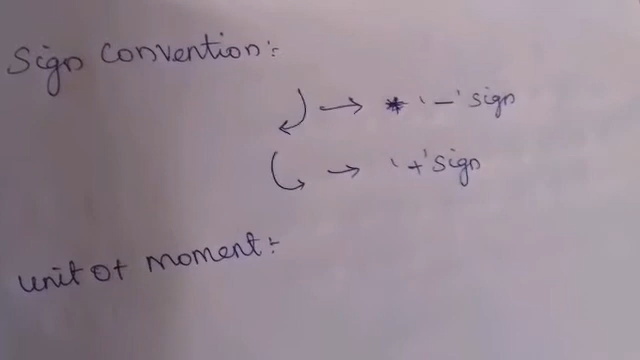 Sign convention:-
→ '-' sign
→ '+' sign
unit of moment:-